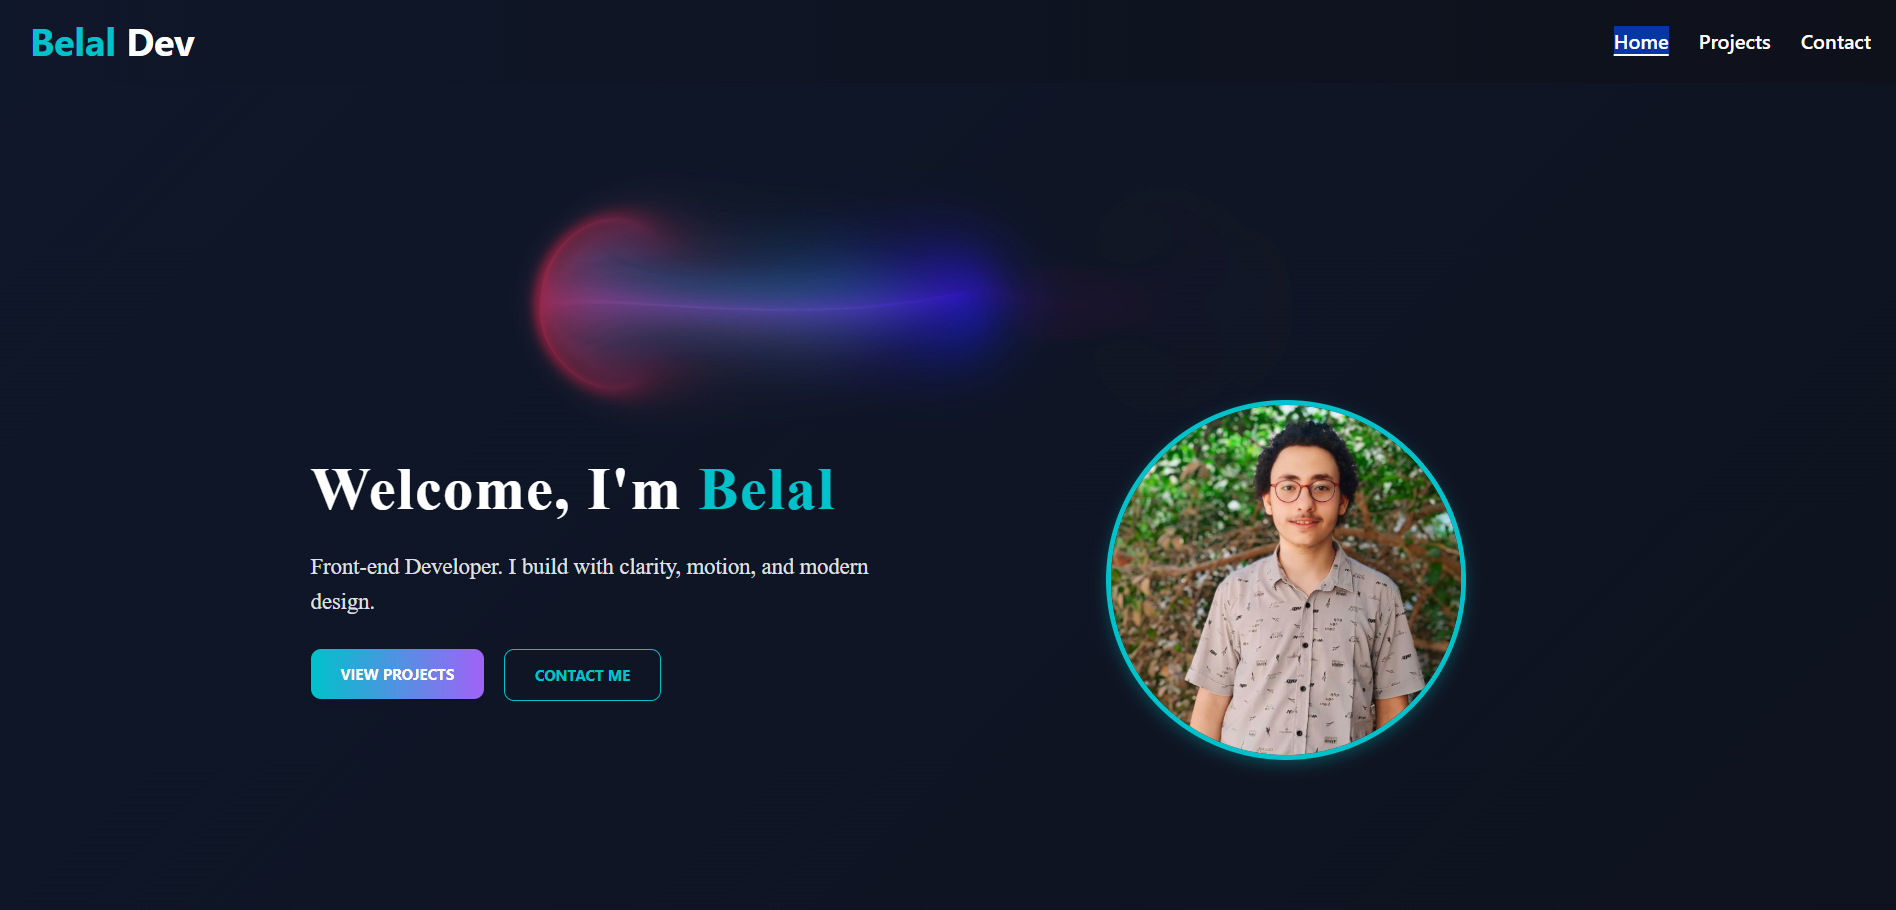 Belal Dev
Home Projects Contact
Welcome, I'm Belal
Front-end Developer. I build with clarity, motion, and modern
design.
VIEW PROJECTS CONTACT ME